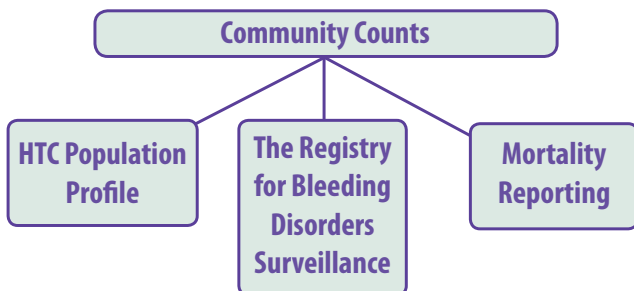 Community Counts
HTC Population
Profile
The Registry
for Bleeding
Disorders
Surveillance
Mortality
Reporting